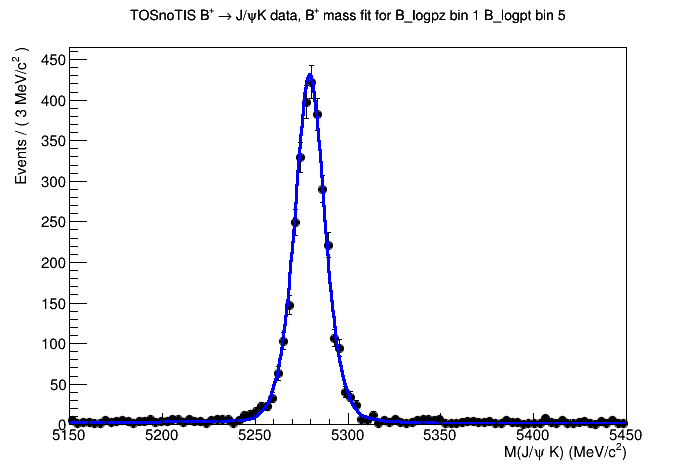 TOSnoTIS B⁺ → J/ψK data, B⁺ mass fit for B_logpz bin 1 B_logpt bin 5
Events / ( 3 MeV/c² )
450
400
350
300
250
200
150
100
50
0
5150 5200 5250 5300 5350 5400 5450
M(J/ψ K) (MeV/c²)